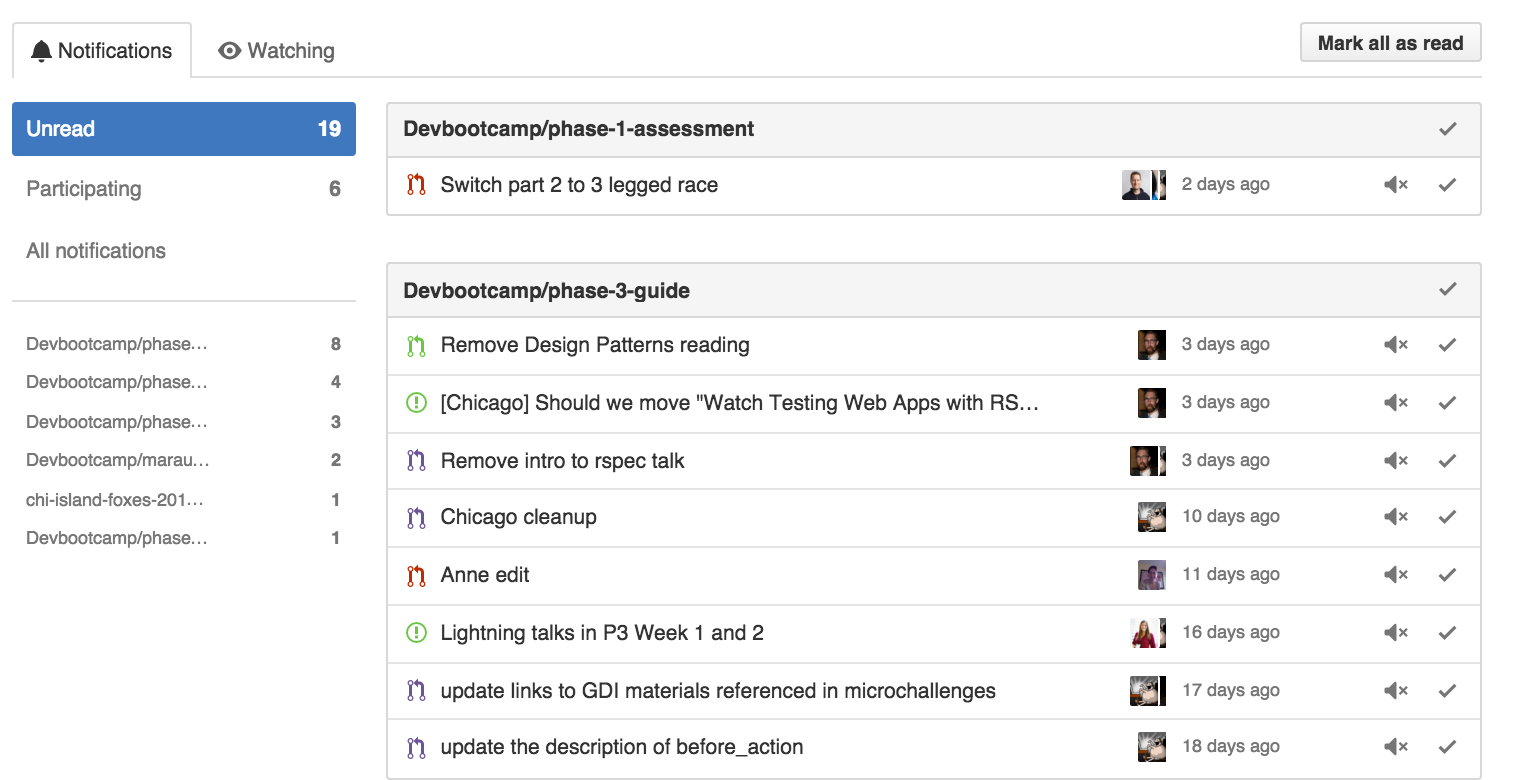 Notifications
Watching
Mark all as read
Unread 19
Participating 6
All notifications
Devbootcamp/phase… 8
Devbootcamp/phase… 4
Devbootcamp/phase… 3
Devbootcamp/marau… 2
chi-island-foxes-201… 1
Devbootcamp/phase… 1
Devbootcamp/phase-1-assessment
Switch part 2 to 3 legged race 2 days ago
Devbootcamp/phase-3-guide
Remove Design Patterns reading 3 days ago
[Chicago] Should we move "Watch Testing Web Apps with RS… 3 days ago
Remove intro to rspec talk 3 days ago
Chicago cleanup 10 days ago
Anne edit 11 days ago
Lightning talks in P3 Week 1 and 2 16 days ago
update links to GDI materials referenced in microchallenges 17 days ago
update the description of before_action 18 days ago